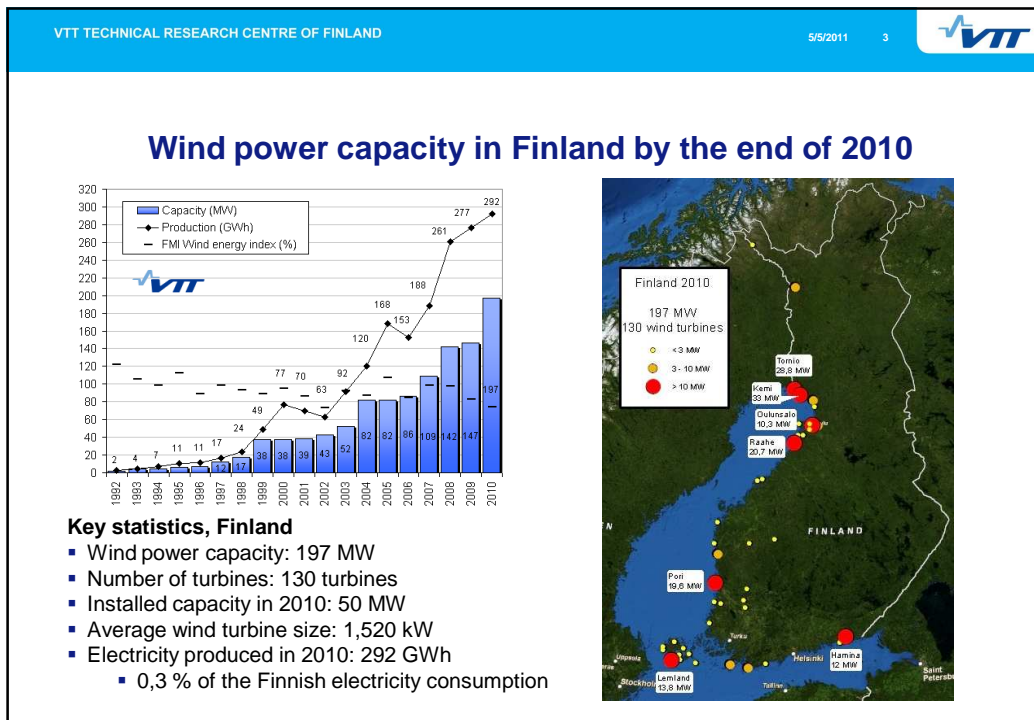 VTT TECHNICAL RESEARCH CENTRE OF FINLAND
5/5/2011 3
VTT
Wind power capacity in Finland by the end of 2010
320
300
280
260
240
220
200
180
160
140
120
100
80
60
40
20
0
Capacity (MW)
Production (GWh)
FMI Wind energy index (%)
VTT
2 4 7 11 11 17 24 49 77 70 63 92 120 168 153 188 261 277 292
12 17 38 38 39 43 52 82 82 86 109 142 147 197
1992 1993 1994 1995 1996 1997 1998 1999 2000 2001 2002 2003 2004 2005 2006 2007 2008 2009 2010
Key statistics, Finland
▪ Wind power capacity: 197 MW
▪ Number of turbines: 130 turbines
▪ Installed capacity in 2010: 50 MW
▪ Average wind turbine size: 1,520 kW
▪ Electricity produced in 2010: 292 GWh
▪ 0,3 % of the Finnish electricity consumption
Finland 2010
197 MW
130 wind turbines
<3 MW
3 - 10 MW
> 10 MW
Tornio
28,8 MW
Kemi
33 MW
Oulunsalo
10,3 MW
Raahe
20,7 MW
FINLAND
Pori
19,6 MW
Turku
Helsinki
Hamina
12 MW
Uppsala
Stockholm
Lemland
13,8 MW
Tallinn
Saint
Petersb